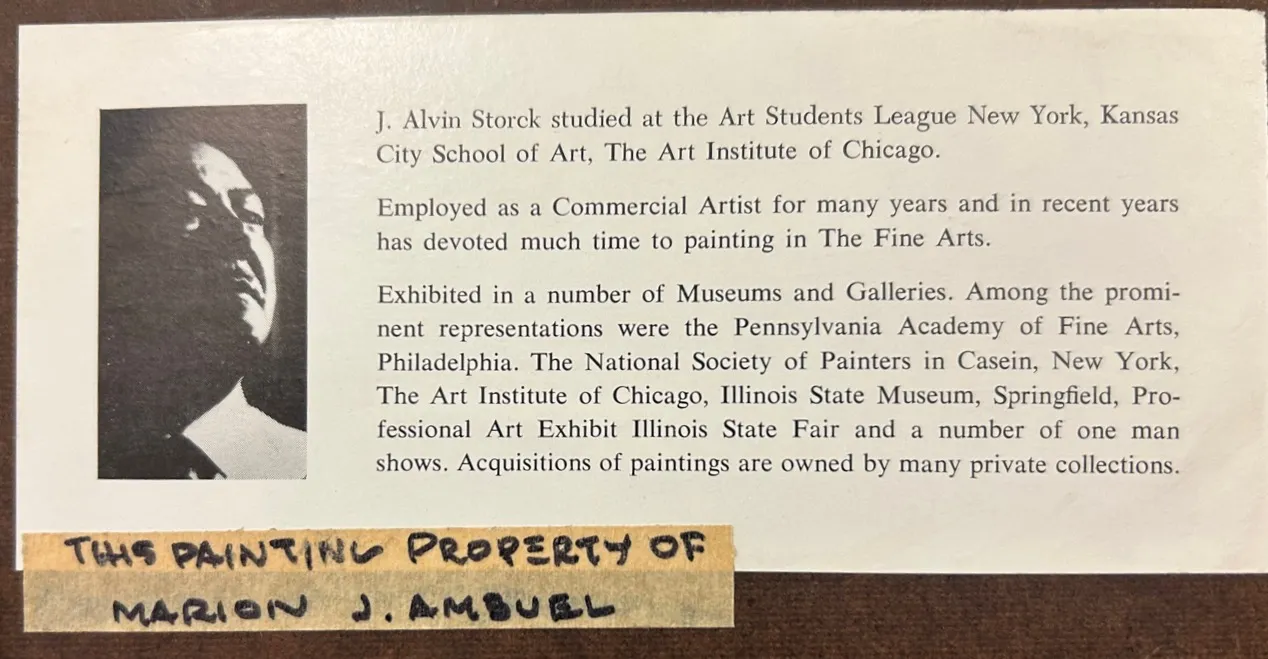 J. Alvin Storck studied at the Art Students League New York, Kansas
City School of Art, The Art Institute of Chicago.
Employed as a Commercial Artist for many years and in recent years
has devoted much time to painting in The Fine Arts.
Exhibited in a number of Museums and Galleries. Among the promi-
nent representations were the Pennsylvania Academy of Fine Arts,
Philadelphia. The National Society of Painters in Casein, New York,
The Art Institute of Chicago, Illinois State Museum, Springfield, Pro-
fessional Art Exhibit Illinois State Fair and a number of one man
shows. Acquisitions of paintings are owned by many private collections.
THIS PAINTING PROPERTY OF
MARION J. AMBUEL